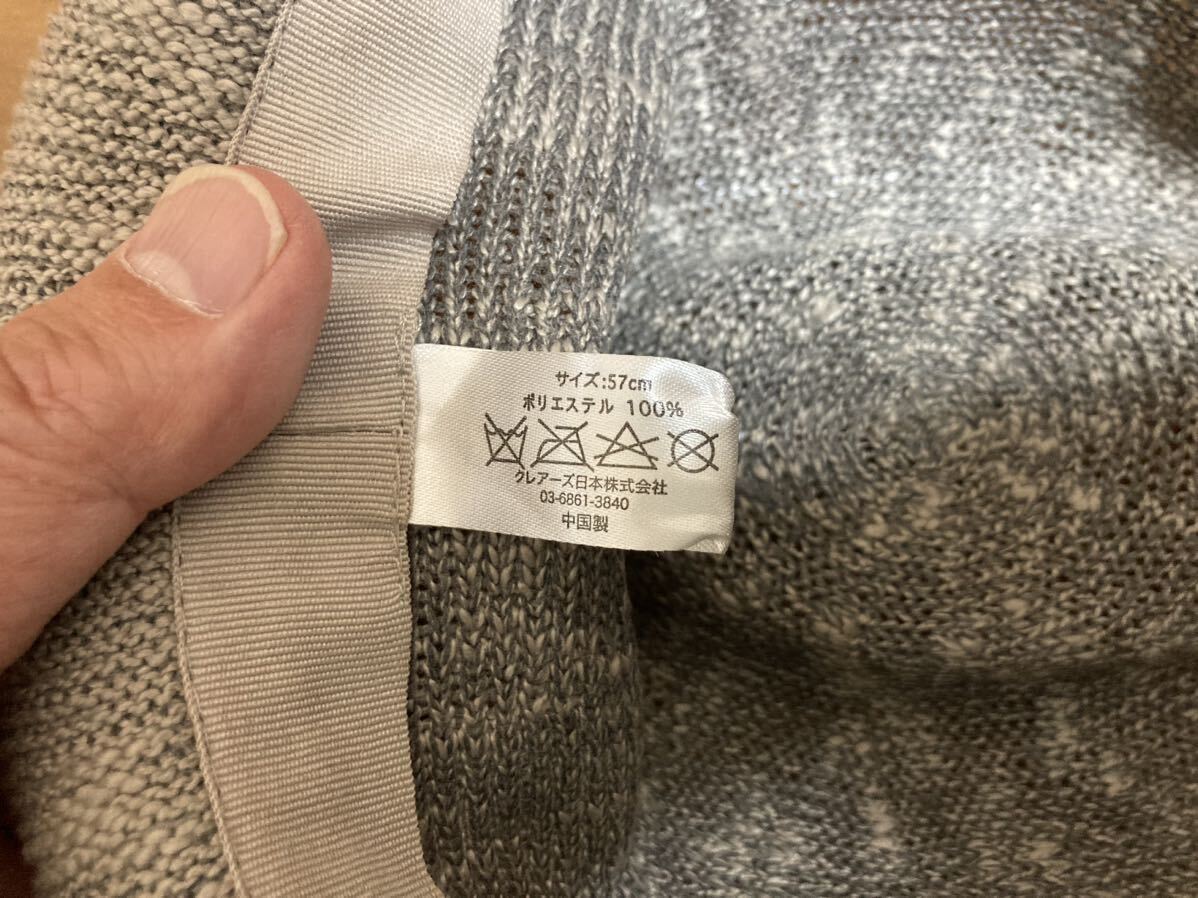 サイズ:57cm
ポリエステル 100%
クレアーズ日本株式会社
03-6861-3840
中国製